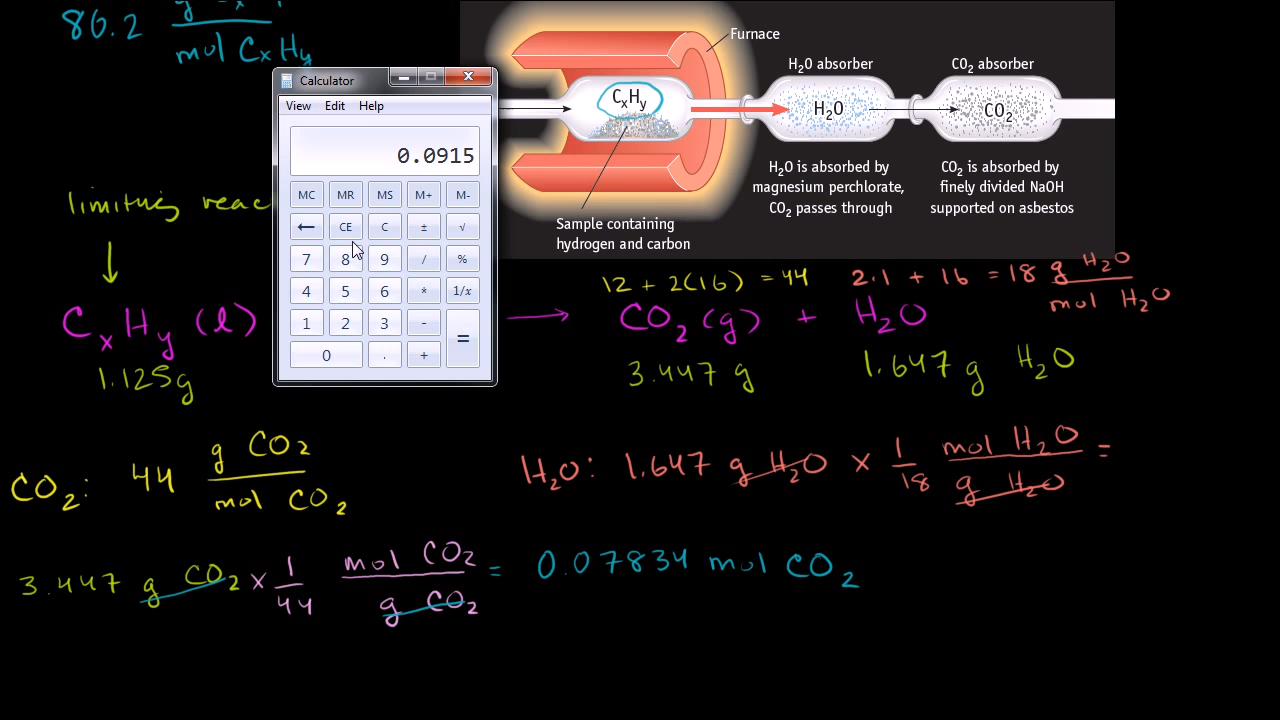 86.2
mol CxHy
Furnace
H₂O absorber
CO₂ absorber
CxHy
H₂O
CO₂
H₂O is absorbed by
magnesium perchlorate,
CO₂ passes through
CO₂ is absorbed by
finely divided NaOH
supported on asbestos
Sample containing
hydrogen and carbon
Calculator
View Edit Help
0.0915
MC MR MS M+ M-
← CE C ± √
7 8 9 / %
4 5 6 * 1/x
1 2 3 - =
0 . +
limiting reac
12 + 2(16) = 44
2·1 + 16 = 18 g H₂O
mol H₂O
CxHy (l) → CO₂(g) + H₂O
1.125g 3.447 g 1.647 g H₂O
CO₂: 44 g CO₂
mol CO₂
H₂O: 1.647 g H₂O × 1/18 mol H₂O =
g H₂O
3.447 g CO₂ × 1/44 mol CO₂ = 0.07834 mol CO₂
g CO₂